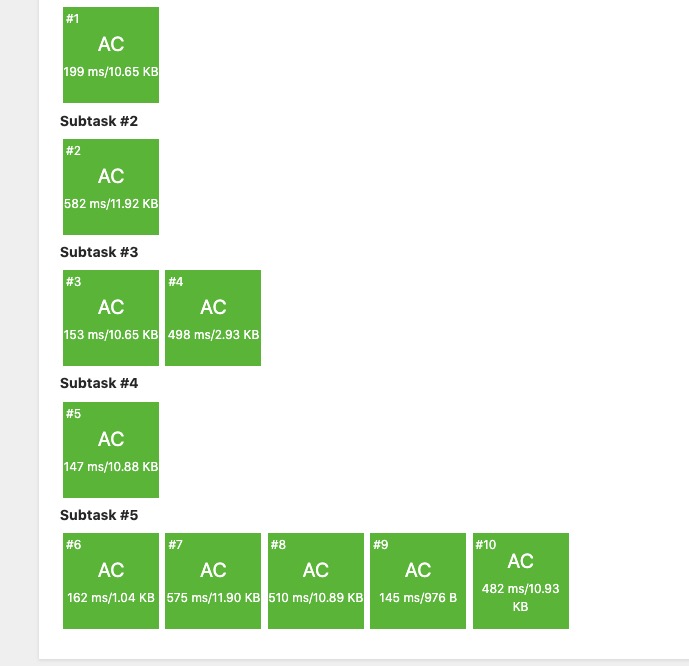 #1
AC
199 ms/10.65 KB
Subtask #2
#2
AC
582 ms/11.92 KB
Subtask #3
#3
AC
153 ms/10.65 KB
#4
AC
498 ms/2.93 KB
Subtask #4
#5
AC
147 ms/10.88 KB
Subtask #5
#6
AC
162 ms/1.04 KB
#7
AC
575 ms/11.90 KB
#8
AC
510 ms/10.89 KB
#9
AC
145 ms/976 B
#10
AC
482 ms/10.93
KB